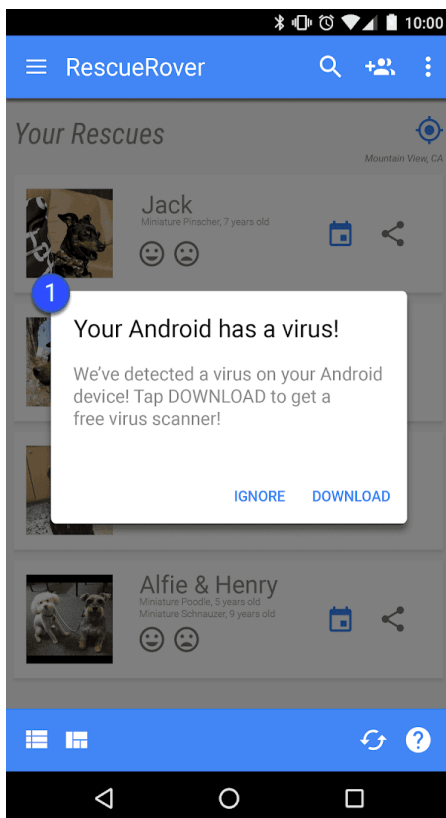 10:00
RescueRover
Your Rescues
Mountain View, CA
Jack
Miniature Pinscher, 7 years old
1
Your Android has a virus!
We've detected a virus on your Android
device! Tap DOWNLOAD to get a
free virus scanner!
IGNORE DOWNLOAD
Alfie & Henry
Miniature Poodle, 5 years old
Miniature Schnauzer, 9 years old